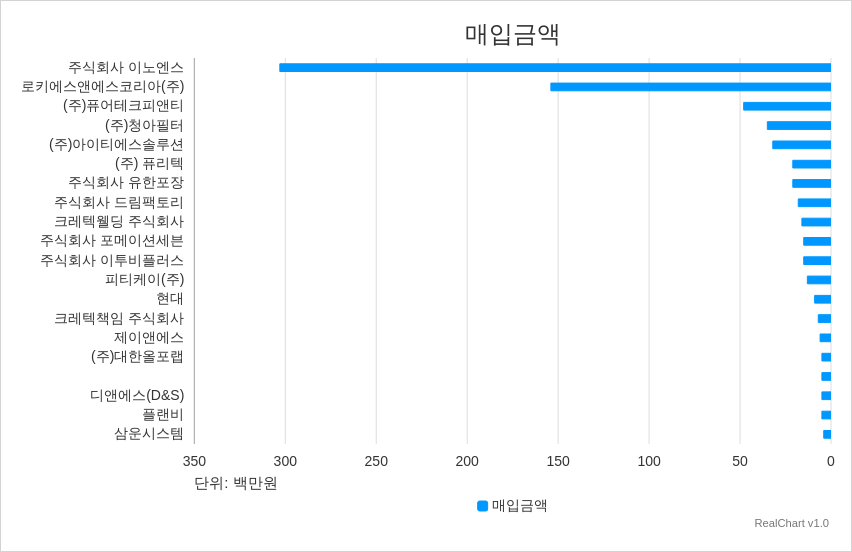 매입금액
주식회사 이노엔스
로키에스앤에스코리아(주)
(주)퓨어테크피앤티
(주)청아필터
(주)아이티에스솔루션
(주) 퓨리텍
주식회사 유한포장
주식회사 드림팩토리
크레텍웰딩 주식회사
주식회사 포메이션세븐
주식회사 이투비플러스
피티케이(주)
현대
크레텍책임 주식회사
제이앤에스
(주)대한올포랩
디앤에스(D&S)
플랜비
삼운시스템
350 300 250 200 150 100 50 0
단위: 백만원
매입금액
RealChart v1.0